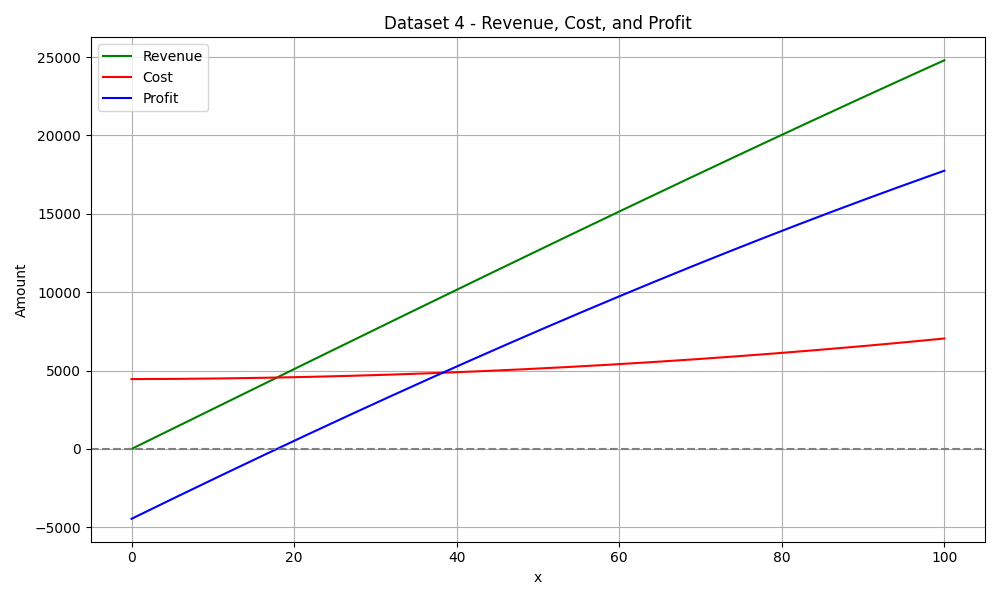 Dataset 4 - Revenue, Cost, and Profit
Revenue
Cost
Profit
25000
20000
15000
10000
5000
0
−5000
Amount
0 20 40 60 80 100
x